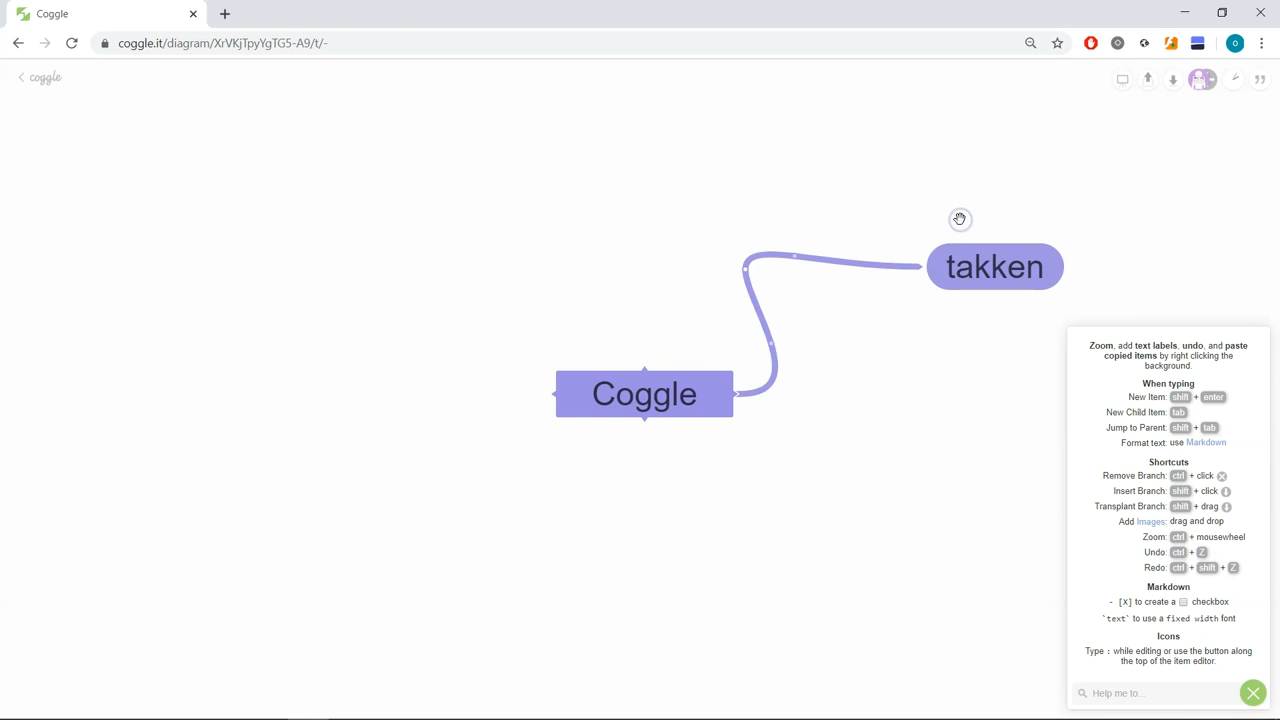 Coggle
coggle.it/diagram/XrVKjTpyYgTG5-A9/t/-
coggle
takken
Coggle
Zoom, add text labels, undo, and paste
copied items by right clicking the
background.
When typing
New Item: shift + enter
New Child Item: tab
Jump to Parent: shift + tab
Format text: use Markdown
Shortcuts
Remove Branch: ctrl + click
Insert Branch: shift + click
Transplant Branch: shift + drag
Add Images: drag and drop
Zoom: ctrl + mousewheel
Undo: ctrl + Z
Redo: ctrl + shift + Z
Markdown
- [X] to create a checkbox
`text` to use a fixed width font
Icons
Type : while editing or use the button along
the top of the item editor.
Help me to...